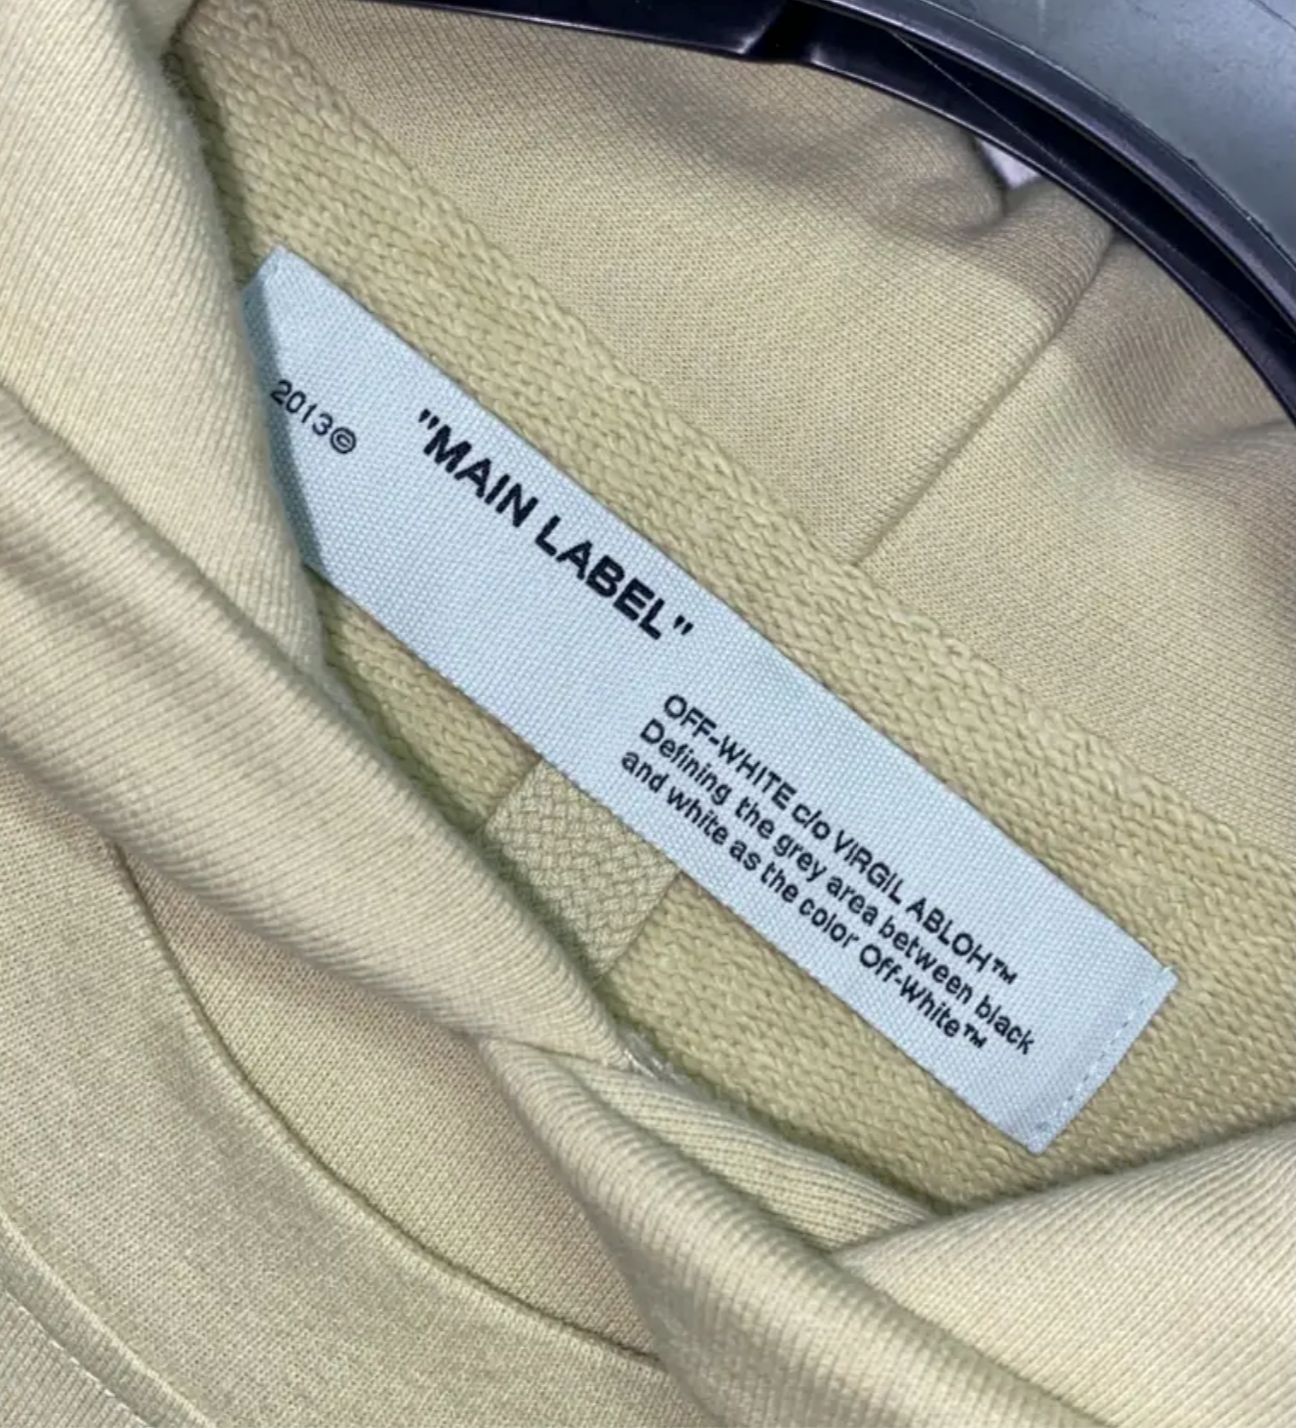 2013©
"MAIN LABEL"
OFF-WHITE c/o VIRGIL ABLOH™
Defining the grey area between black
and white as the color Off-White™